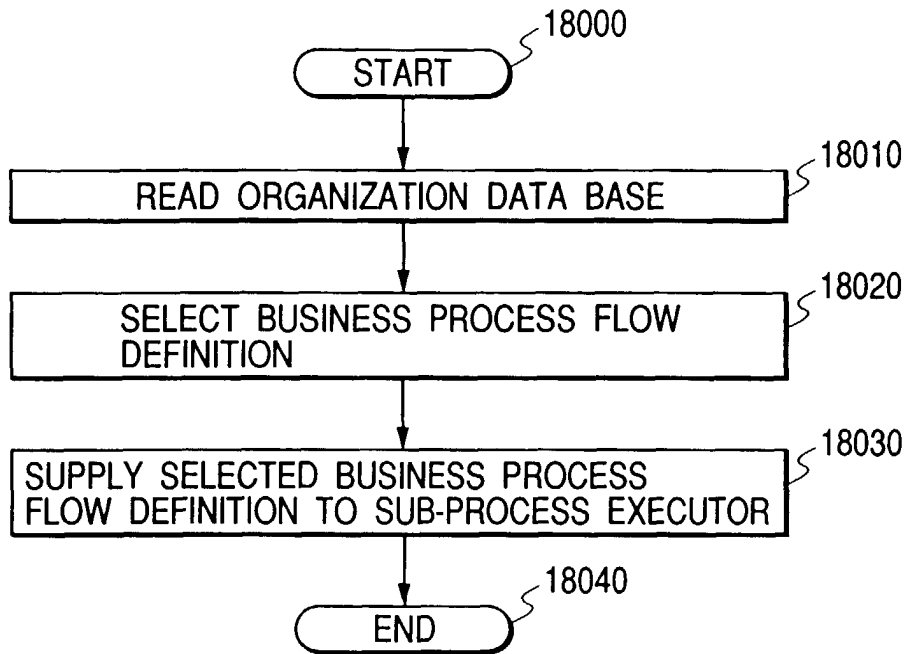 18000
START
18010
READ ORGANIZATION DATA BASE
18020
SELECT BUSINESS PROCESS FLOW
DEFINITION
18030
SUPPLY SELECTED BUSINESS PROCESS
FLOW DEFINITION TO SUB-PROCESS EXECUTOR
18040
END